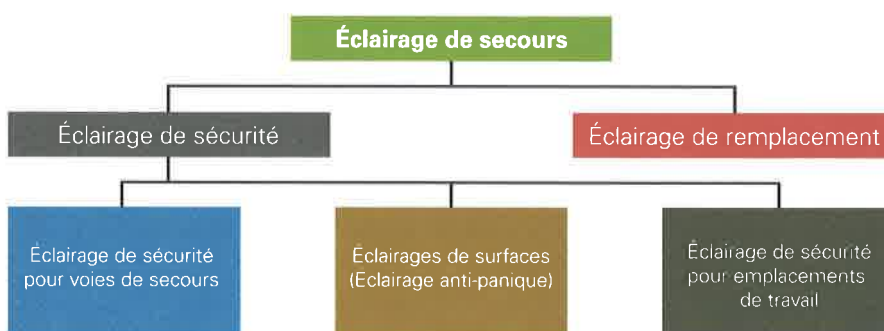 Éclairage de secours
Éclairage de sécurité
Éclairage de remplacement
Éclairage de sécurité
pour voies de secours
Éclairages de surfaces
(Eclairage anti-panique)
Éclairage de sécurité
pour emplacements
de travail